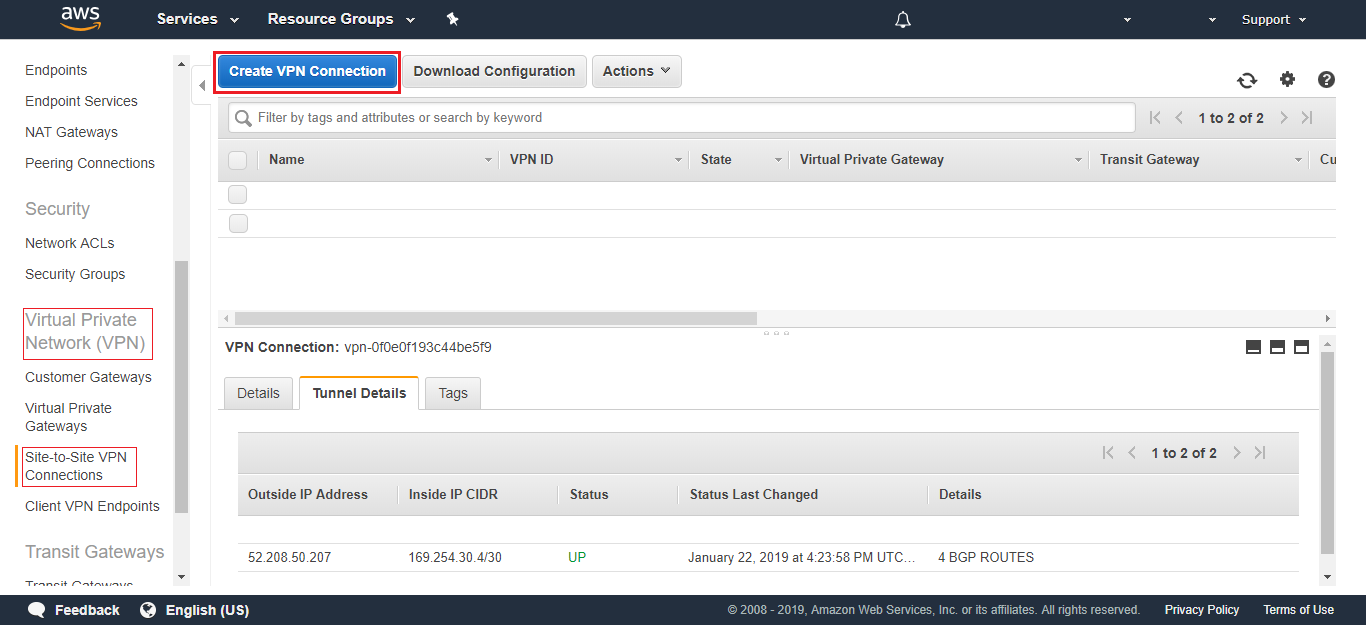 aws
Services
Resource Groups
Support
Endpoints
Endpoint Services
NAT Gateways
Peering Connections
Security
Network ACLs
Security Groups
Virtual Private
Network (VPN)
Customer Gateways
Virtual Private
Gateways
Site-to-Site VPN
Connections
Client VPN Endpoints
Transit Gateways
Transit Gateways
Create VPN Connection
Download Configuration
Actions
Filter by tags and attributes or search by keyword
1 to 2 of 2
Name
VPN ID
State
Virtual Private Gateway
Transit Gateway
Cu
VPN Connection: vpn-0f0e0f193c44be5f9
Details
Tunnel Details
Tags
1 to 2 of 2
Outside IP Address
Inside IP CIDR
Status
Status Last Changed
Details
52.208.50.207
169.254.30.4/30
UP
January 22, 2019 at 4:23:58 PM UTC...
4 BGP ROUTES
Feedback
English (US)
© 2008 - 2019, Amazon Web Services, Inc. or its affiliates. All rights reserved.
Privacy Policy
Terms of Use